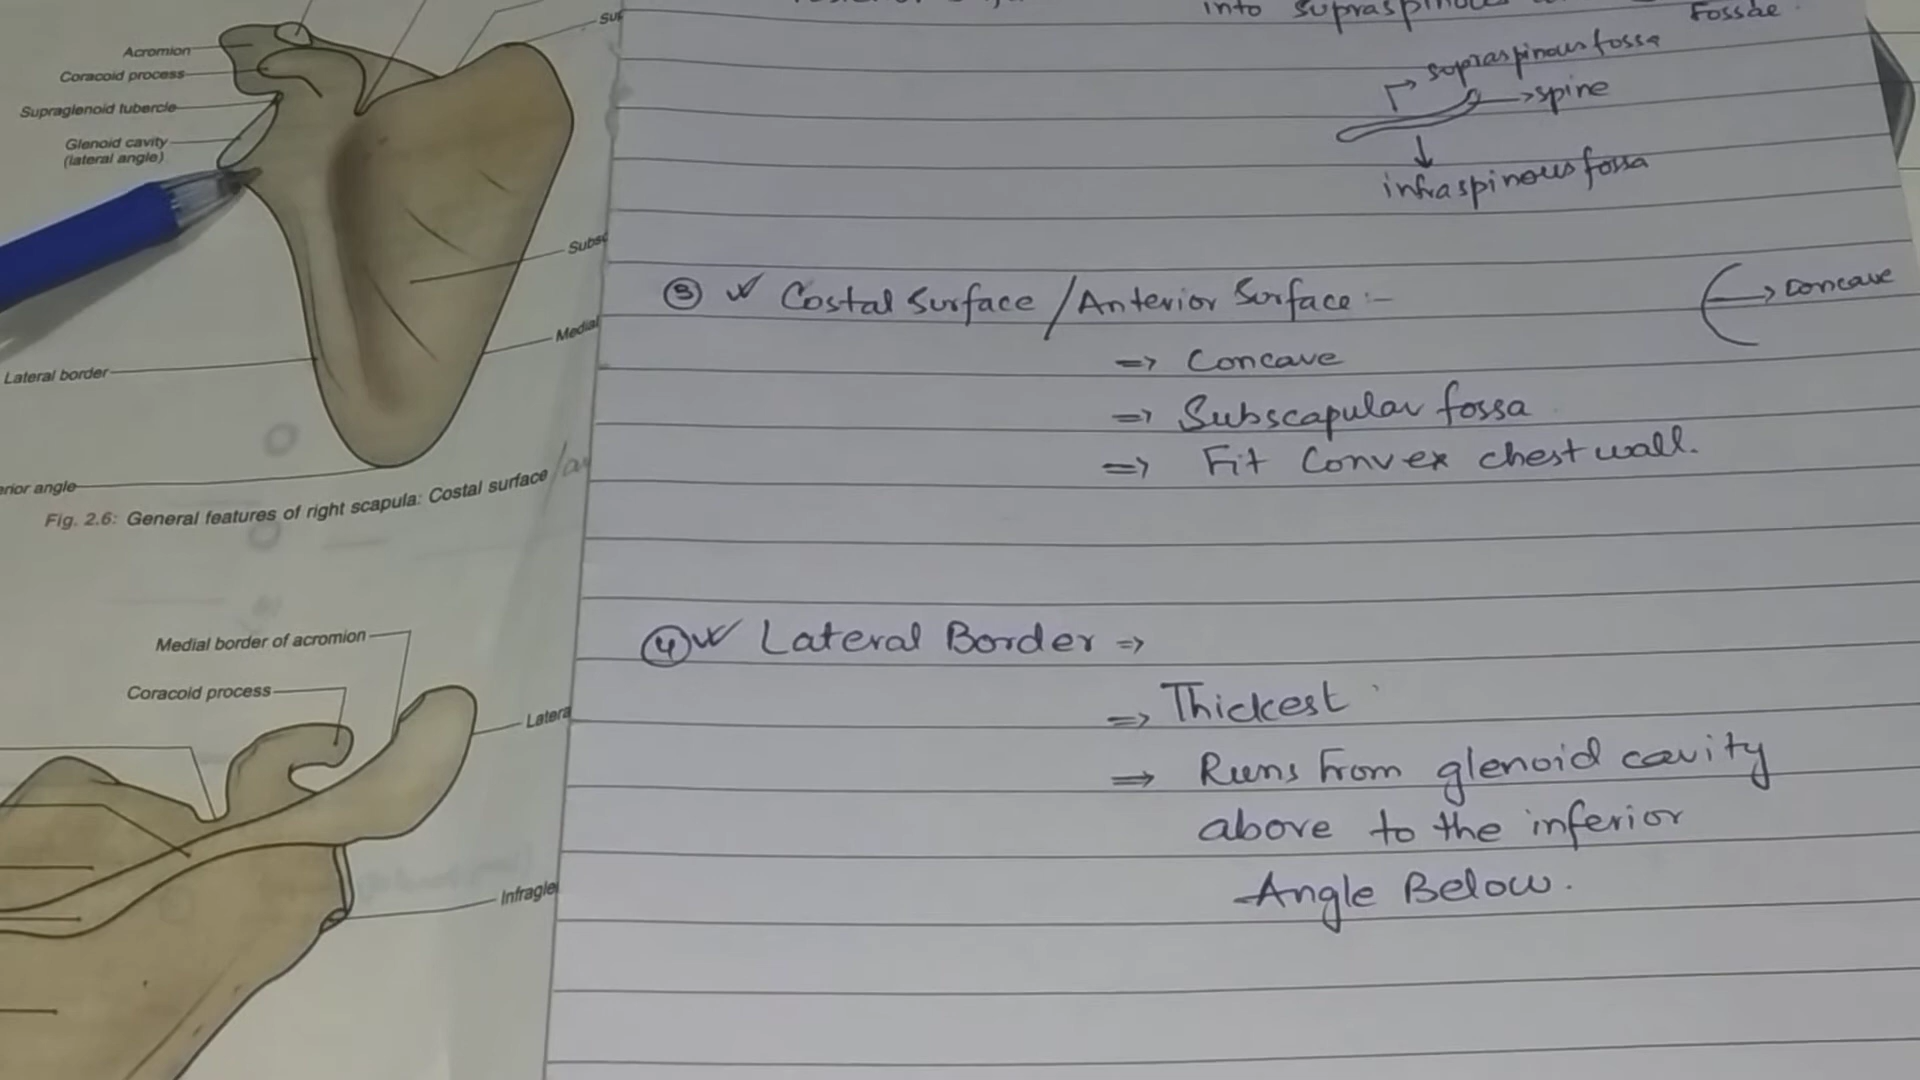 Acromion
Coracoid process
Supraglenoid tubercle
Glenoid cavity
(lateral angle)
Lateral border
Medial
angle
Fig. 2.6: General features of right scapula: Costal surface
Medial border of acromion
Coracoid process
into
Fossae
supraspinous fossa
spine
infraspinous fossa
③ Costal Surface / Anterior Surface :-
concave
=> Concave
=> Subscapular fossa
=> Fit Convex chest wall.
④ Lateral Border =>
=> Thickest
=> Runs From glenoid cavity
above to the inferior
Angle Below.